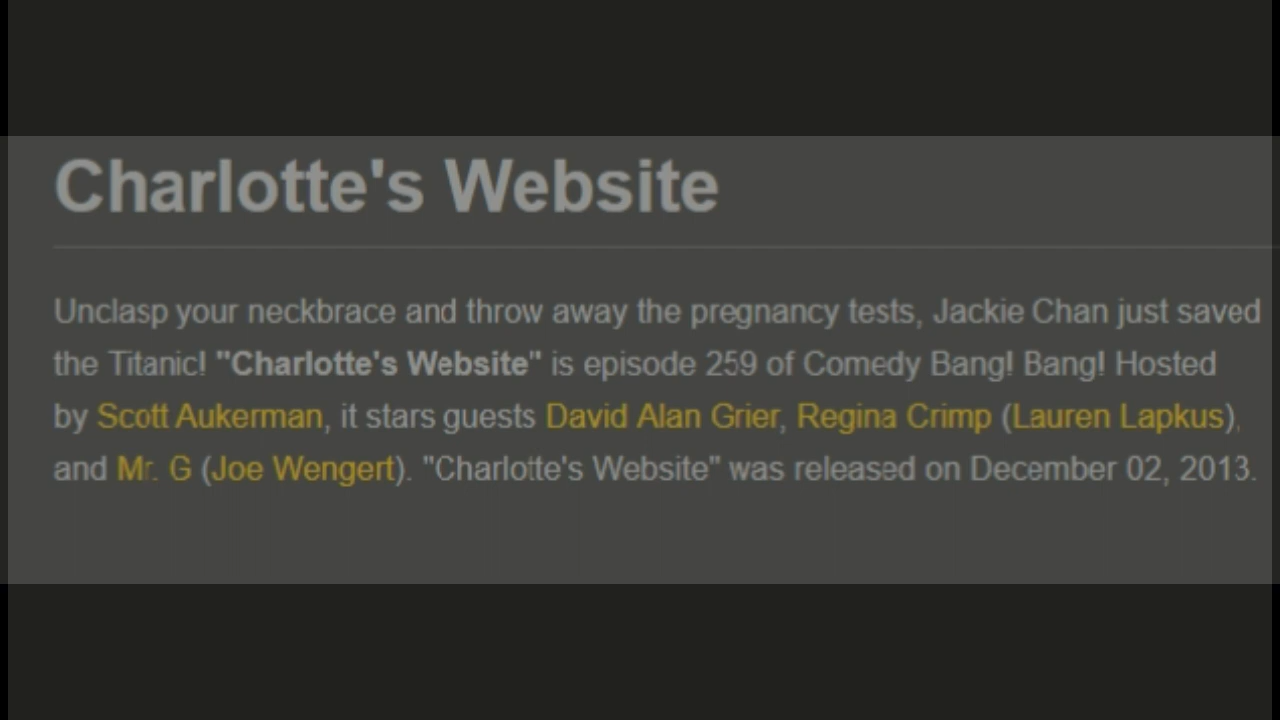 Charlotte's Website
Unclasp your neckbrace and throw away the pregnancy tests, Jackie Chan just saved
the Titanic! "Charlotte's Website" is episode 259 of Comedy Bang! Bang! Hosted
by Scott Aukerman, it stars guests David Alan Grier, Regina Crimp (Lauren Lapkus),
and Mr. G (Joe Wengert). "Charlotte's Website" was released on December 02, 2013.